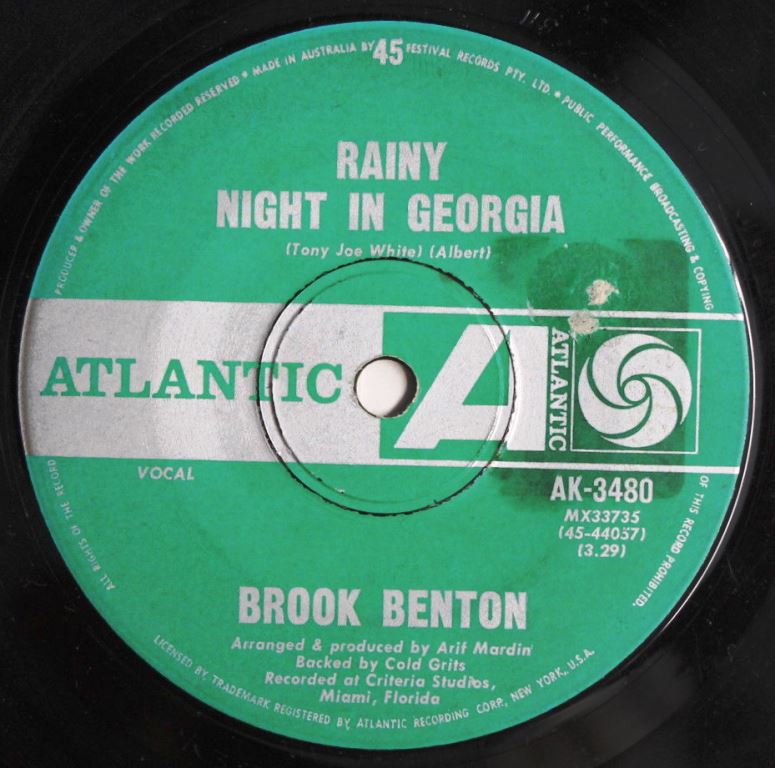 45
MADE IN AUSTRALIA BY FESTIVAL RECORDS PTY. LTD. • PUBLIC PERFORMANCE BROADCASTING & COPYING
OF THIS RECORD PROHIBITED.
ALL RIGHTS OF THE RECORD
PRODUCER & OWNER OF THE WORK RECORDED RESERVED •
RAINY
NIGHT IN GEORGIA
(Tony Joe White) (Albert)
ATLANTIC
A
ATLANTIC
VOCAL
AK-3480
MX33735
(45-44057)
(3.29)
BROOK BENTON
Arranged & produced by Arif Mardin
Backed by Cold Grits
Recorded at Criteria Studios,
Miami, Florida
LICENSED BY, TRADEMARK REGISTERED BY ATLANTIC RECORDING CORP., NEW YORK, U.S.A.